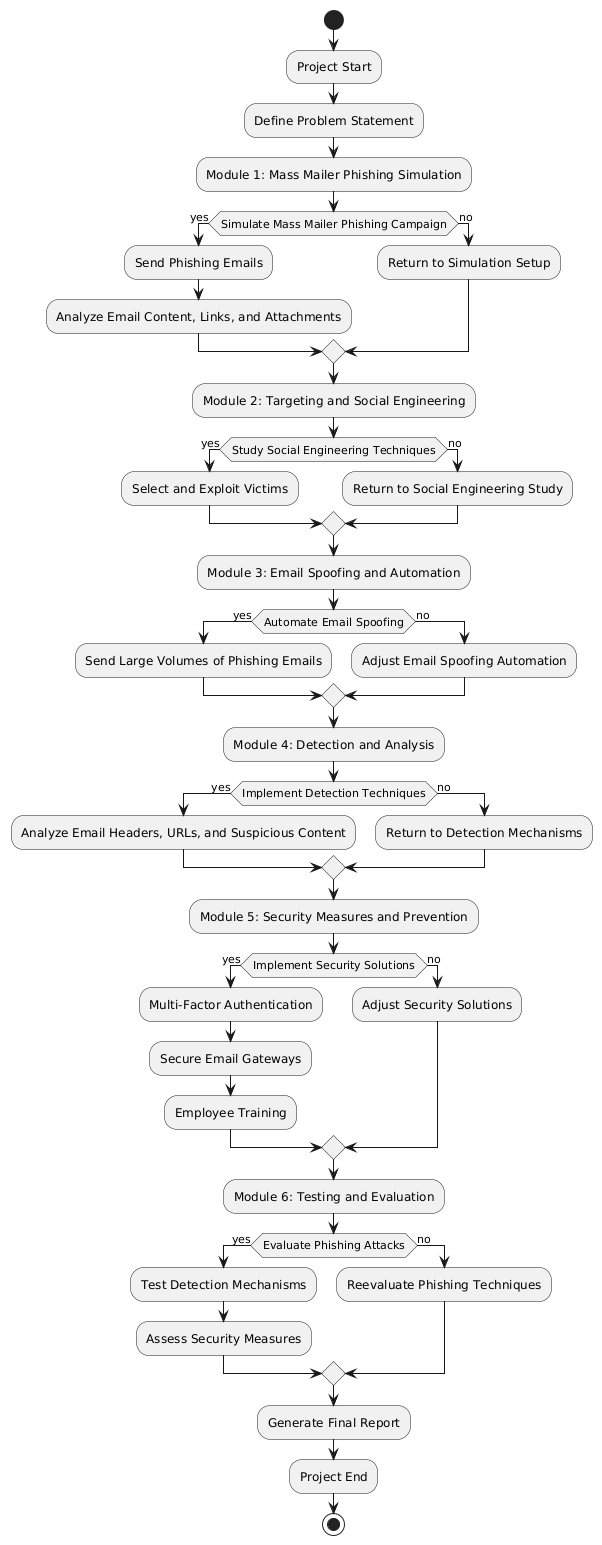 Project Start
Define Problem Statement
Module 1: Mass Mailer Phishing Simulation
yes
Simulate Mass Mailer Phishing Campaign
no
Send Phishing Emails
Return to Simulation Setup
Analyze Email Content, Links, and Attachments
Module 2: Targeting and Social Engineering
yes
Study Social Engineering Techniques
no
Select and Exploit Victims
Return to Social Engineering Study
Module 3: Email Spoofing and Automation
yes
Automate Email Spoofing
no
Send Large Volumes of Phishing Emails
Adjust Email Spoofing Automation
Module 4: Detection and Analysis
yes
Implement Detection Techniques
no
Analyze Email Headers, URLs, and Suspicious Content
Return to Detection Mechanisms
Module 5: Security Measures and Prevention
yes
Implement Security Solutions
no
Multi-Factor Authentication
Adjust Security Solutions
Secure Email Gateways
Employee Training
Module 6: Testing and Evaluation
yes
Evaluate Phishing Attacks
no
Test Detection Mechanisms
Reevaluate Phishing Techniques
Assess Security Measures
Generate Final Report
Project End